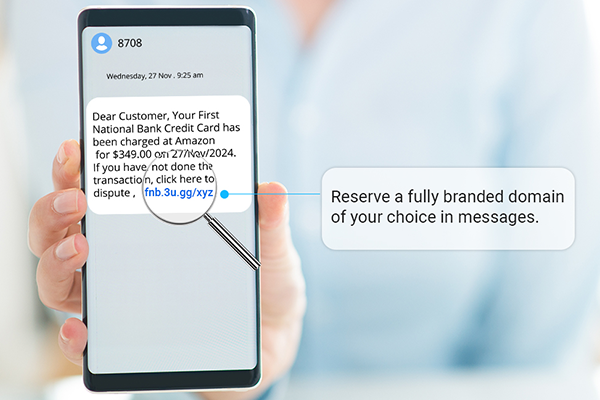 8708
Wednesday, 27 Nov . 9:25 am
Dear Customer, Your First
National Bank Credit Card has
been charged at Amazon
for $349.00 on 27/Nov/2024.
If you have not done the
transaction, click here to
dispute , fnb.3u.gg/xyz
Reserve a fully branded domain
of your choice in messages.